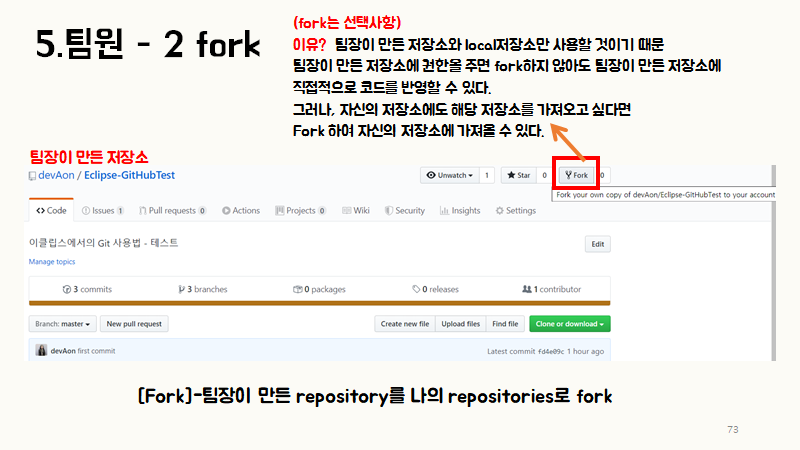 5.팀원 - 2 fork
(fork는 선택사항)
이유? 팀장이 만든 저장소와 local저장소만 사용할 것이기 때문
팀장이 만든 저장소에 권한을 주면 fork하지 않아도 팀장이 만든 저장소에
직접적으로 코드를 반영할 수 있다.
그러나, 자신의 저장소에도 해당 저장소를 가져오고 싶다면
Fork 하여 자신의 저장소에 가져올 수 있다.
팀장이 만든 저장소
devAon / Eclipse-GitHubTest
Unwatch 1 Star 0 Fork 0
Fork your own copy of devAon/Eclipse-GitHubTest to your account
Code Issues 1 Pull requests 0 Actions Projects 0 Wiki Security Insights Settings
이클립스에서의 Git 사용법 - 테스트 Edit
Manage topics
3 commits 3 branches 0 packages 0 releases 1 contributor
Branch: master New pull request Create new file Upload files Find file Clone or download
devAon first commit Latest commit fd4e09c 1 hour ago
[Fork]-팀장이 만든 repository를 나의 repositories로 fork
73